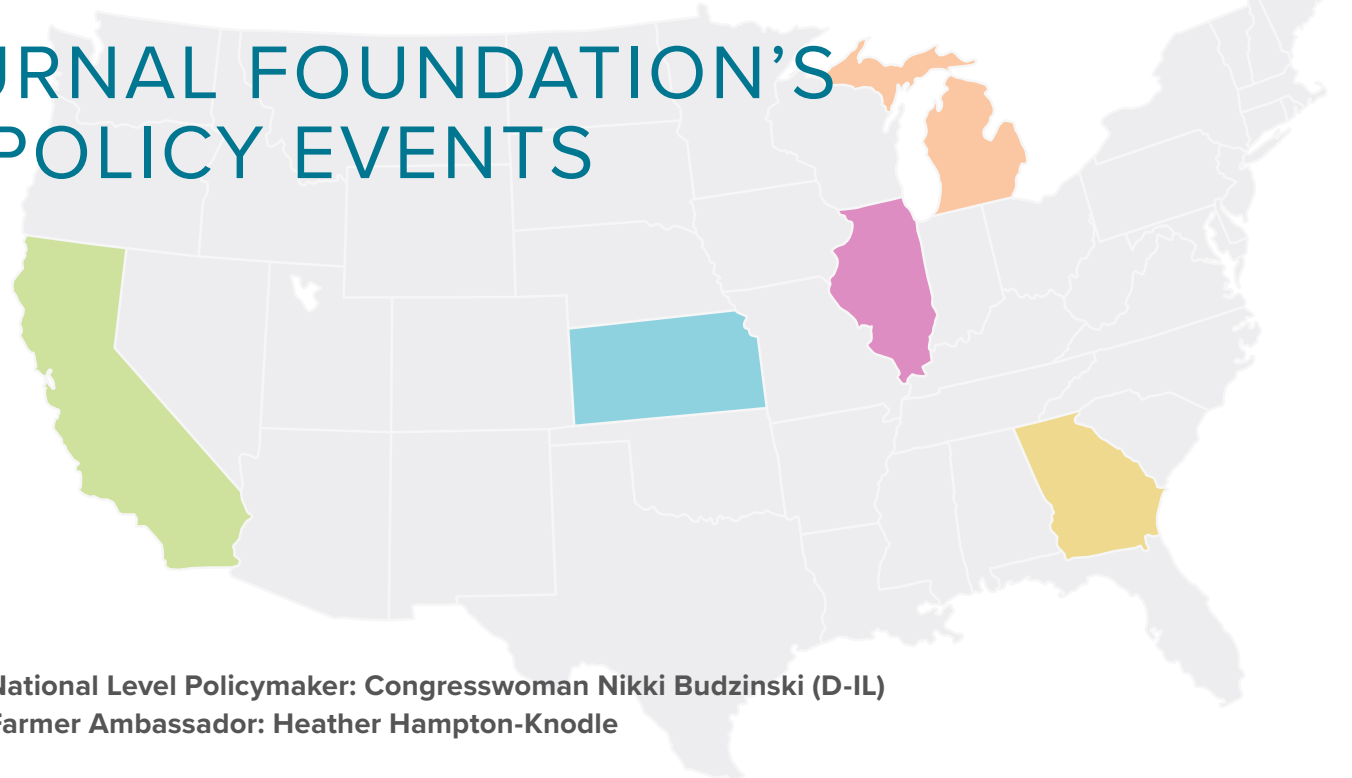 URNAL FOUNDATION’S
POLICY EVENTS
National Level Policymaker: Congresswoman Nikki Budzinski (D-IL)
Farmer Ambassador: Heather Hampton-Knodle